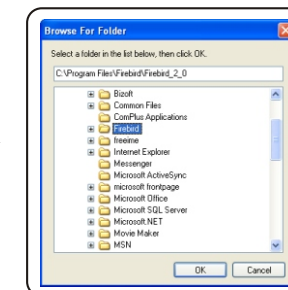 Browse For Folder
Select a folder in the list below, then click OK.
C:\Program Files\Firebird\Firebird_2_0
Bizoft
Common Files
ComPlus Applications
Firebird
freeime
Internet Explorer
Messenger
Microsoft ActiveSync
microsoft frontpage
Microsoft Office
Microsoft SQL Server
Microsoft.NET
Movie Maker
MSN
OK Cancel